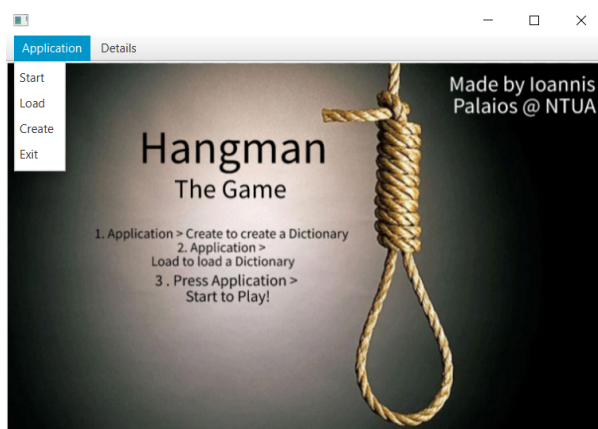 Application Details
Start
Load
Create
Exit
Made by Ioannis
Palaios @ NTUA
Hangman
The Game
1. Application > Create to create a Dictionary
2. Application >
Load to load a Dictionary
3 . Press Application >
Start to Play!